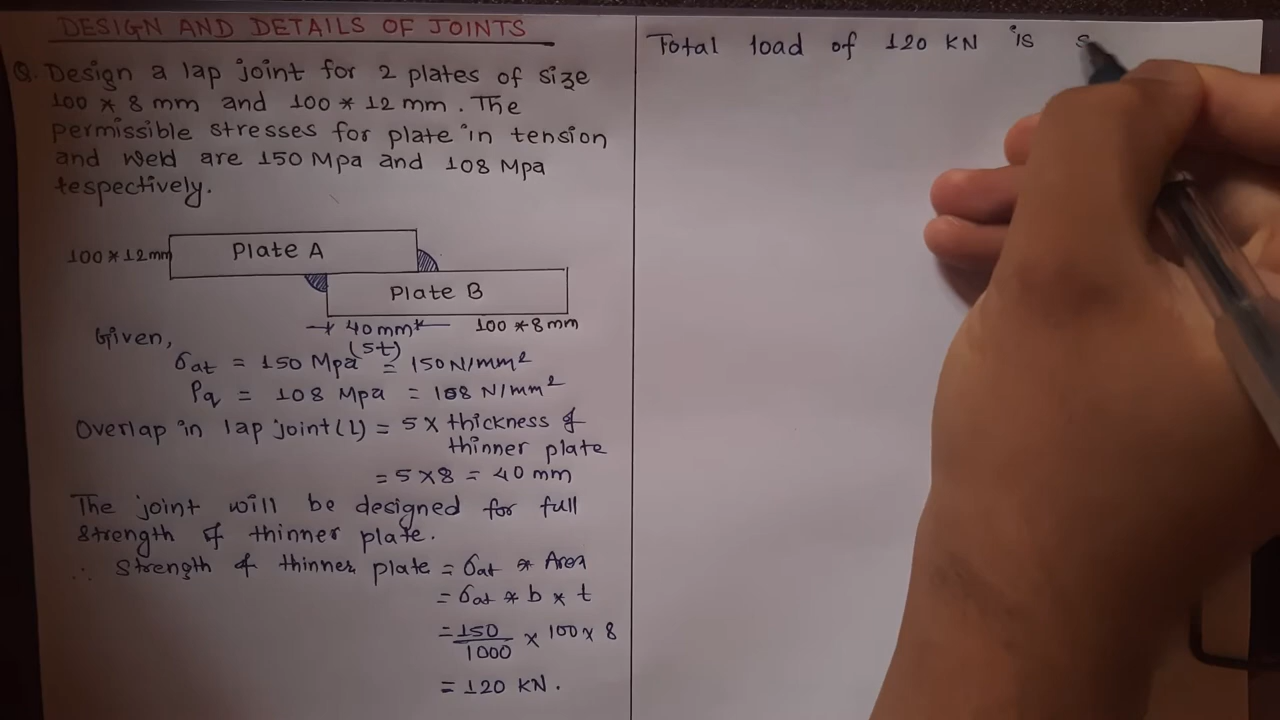 DESIGN AND DETAILS OF JOINTS
Q. Design a lap joint for 2 plates of size
100 * 8 mm and 100 * 12 mm. The
permissible stresses for plate in tension
and weld are 150 Mpa and 108 Mpa
respectively.
100 * 12 mm
Plate A
Plate B
40 mm
100 * 8 mm
(5t)
Given,
σat = 150 Mpa = 150 N/mm²
Pq = 108 Mpa = 108 N/mm²
Overlap in lap joint (L) = 5 x thickness of
thinner plate
= 5 x 8 = 40 mm
The joint will be designed for full
strength of thinner plate.
∴ Strength of thinner plate = σat * Area
= σat * b * t
= 150/1000 x 100 x 8
= 120 KN.
Total load of 120 KN is s